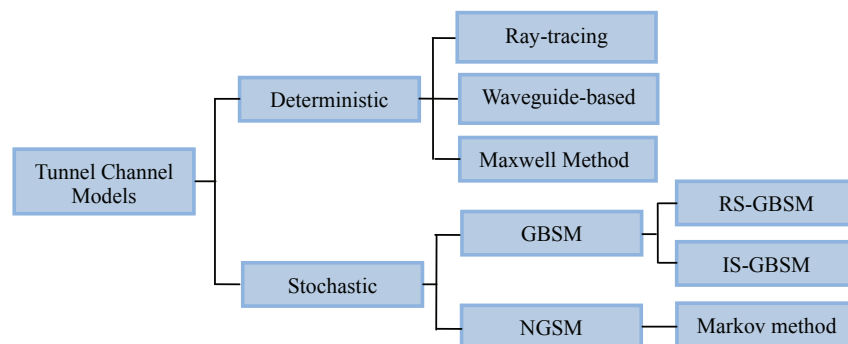 Tunnel Channel
Models
Deterministic
Ray-tracing
Waveguide-based
Maxwell Method
Stochastic
GBSM
RS-GBSM
IS-GBSM
NGSM
Markov method